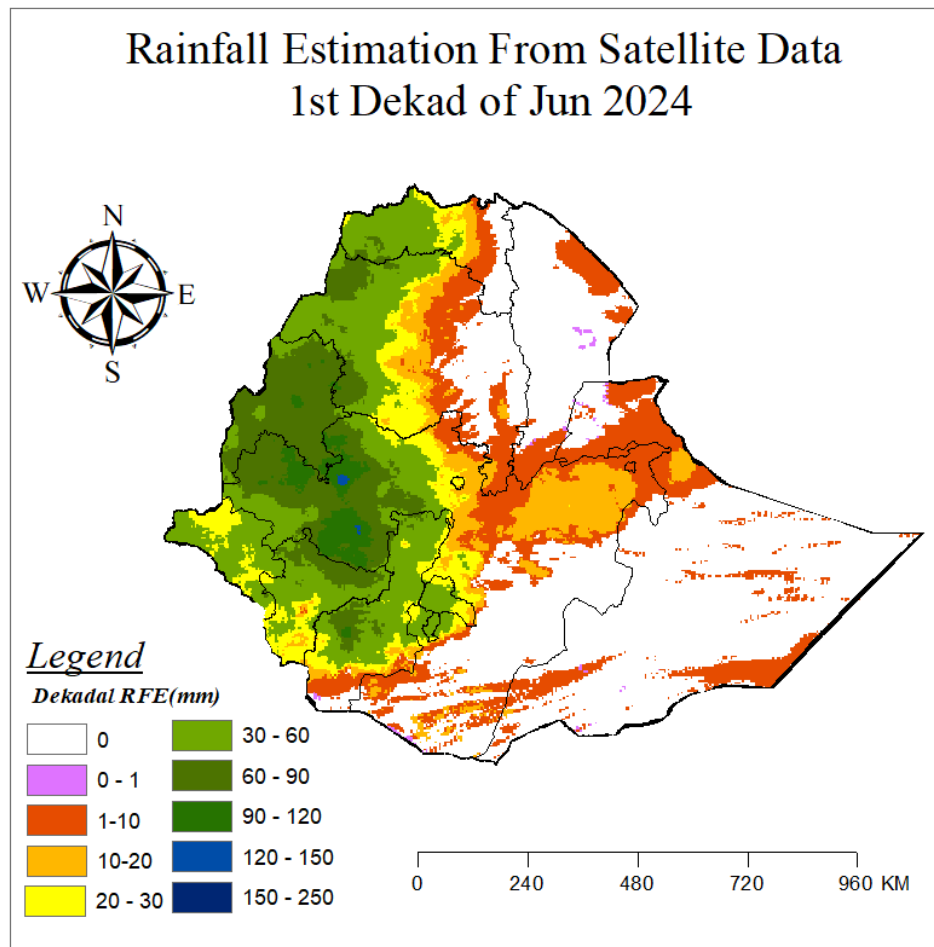 Rainfall Estimation From Satellite Data
1st Dekad of Jun 2024
N
W E
S
Legend
Dekadal RFE(mm)
0
0 - 1
1-10
10-20
20 - 30
30 - 60
60 - 90
90 - 120
120 - 150
150 - 250
0 240 480 720 960 KM